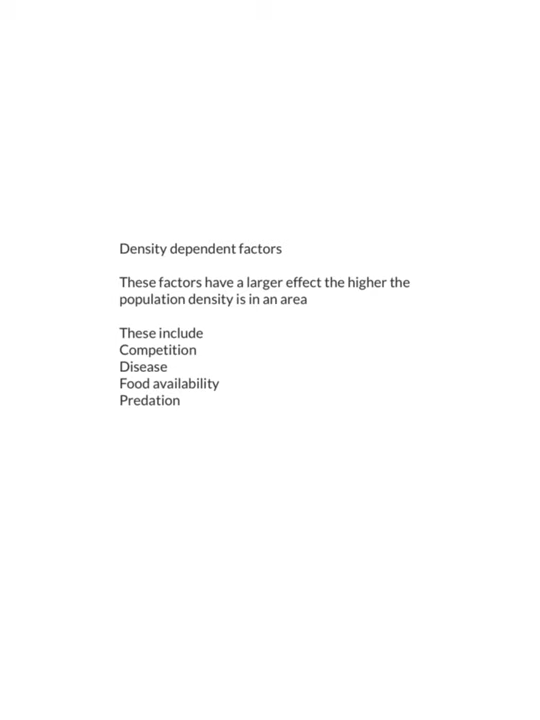 Density dependent factors
These factors have a larger effect the higher the
population density is in an area
These include
Competition
Disease
Food availability
Predation